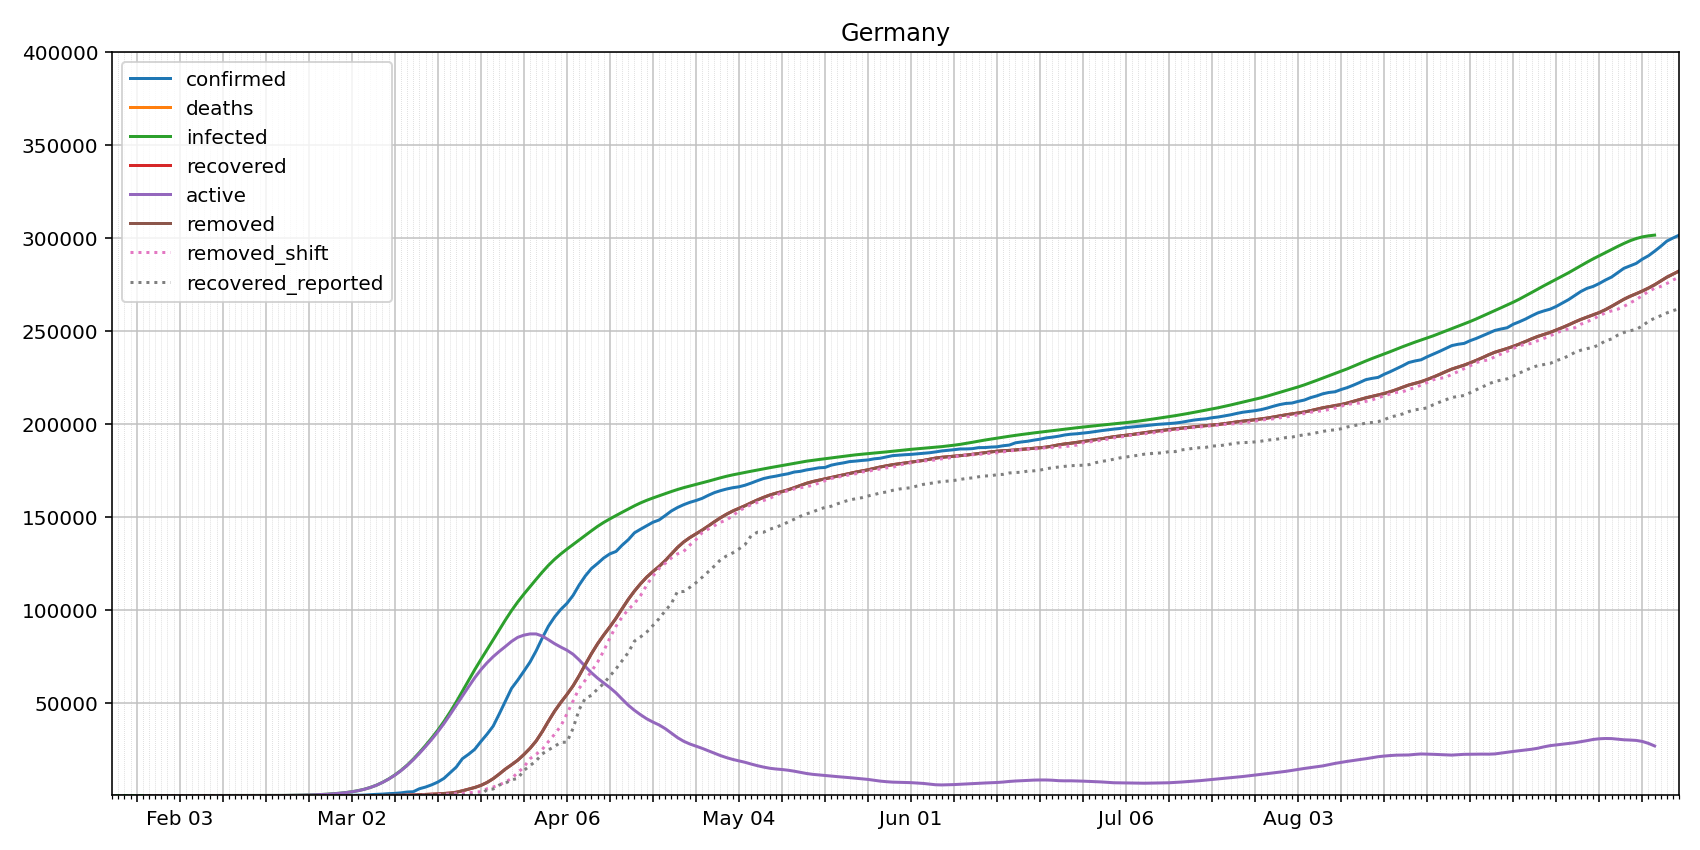 Germany
400000
350000
300000
250000
200000
150000
100000
50000
confirmed
deaths
infected
recovered
active
removed
removed_shift
recovered_reported
Feb 03 Mar 02 Apr 06 May 04 Jun 01 Jul 06 Aug 03